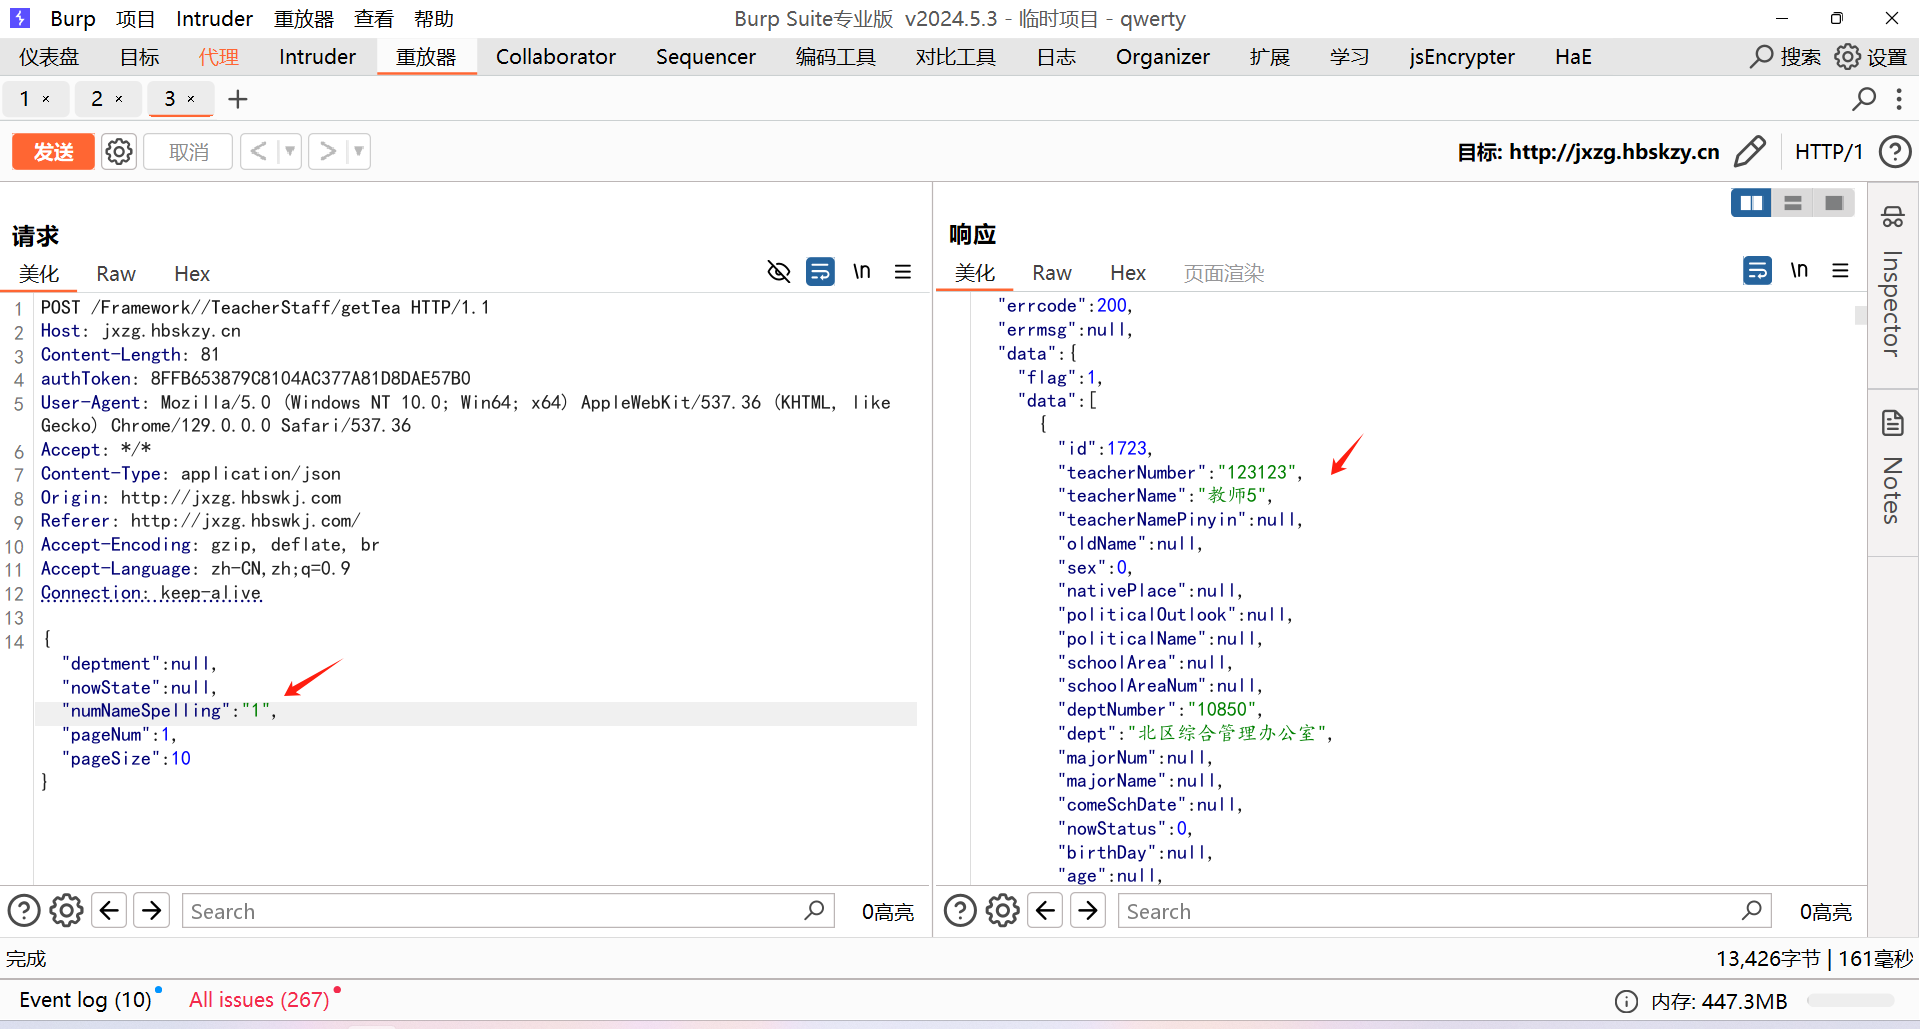 Burp 项目 Intruder 重放器 查看 帮助 Burp Suite专业版 v2024.5.3 - 临时项目 - qwerty
仪表盘 目标 代理 Intruder 重放器 Collaborator Sequencer 编码工具 对比工具 日志 Organizer 扩展 学习 jsEncrypter HaE 搜索 设置
1 × 2 × 3 × +
发送 取消 < > 目标: http://jxzg.hbskzy.cn HTTP/1
请求
美化 Raw Hex \n
1 POST /Framework//TeacherStaff/getTea HTTP/1.1
2 Host: jxzg.hbskzy.cn
3 Content-Length: 81
4 authToken: 8FFB653879C8104AC377A81D8DAE57B0
5 User-Agent: Mozilla/5.0 (Windows NT 10.0; Win64; x64) AppleWebKit/537.36 (KHTML, like
Gecko) Chrome/129.0.0.0 Safari/537.36
6 Accept: */*
7 Content-Type: application/json
8 Origin: http://jxzg.hbswkj.com
9 Referer: http://jxzg.hbswkj.com/
10 Accept-Encoding: gzip, deflate, br
11 Accept-Language: zh-CN,zh;q=0.9
12 Connection: keep-alive
13
14 {
"deptment":null,
"nowState":null,
"numNameSpelling":"1",
"pageNum":1,
"pageSize":10
}
Search 0高亮
响应
美化 Raw Hex 页面渲染 \n
"errcode":200,
"errmsg":null,
"data":{
"flag":1,
"data":[
{
"id":1723,
"teacherNumber":"123123",
"teacherName":"教师5",
"teacherNamePinyin":null,
"oldName":null,
"sex":0,
"nativePlace":null,
"politicalOutlook":null,
"politicalName":null,
"schoolArea":null,
"schoolAreaNum":null,
"deptNumber":"10850",
"dept":"北区综合管理办公室",
"majorNum":null,
"majorName":null,
"comeSchDate":null,
"nowStatus":0,
"birthDay":null,
"age":null,
Search 0高亮
Inspector
Notes
完成 13,426字节 | 161毫秒
Event log (10) All issues (267) 内存: 447.3MB